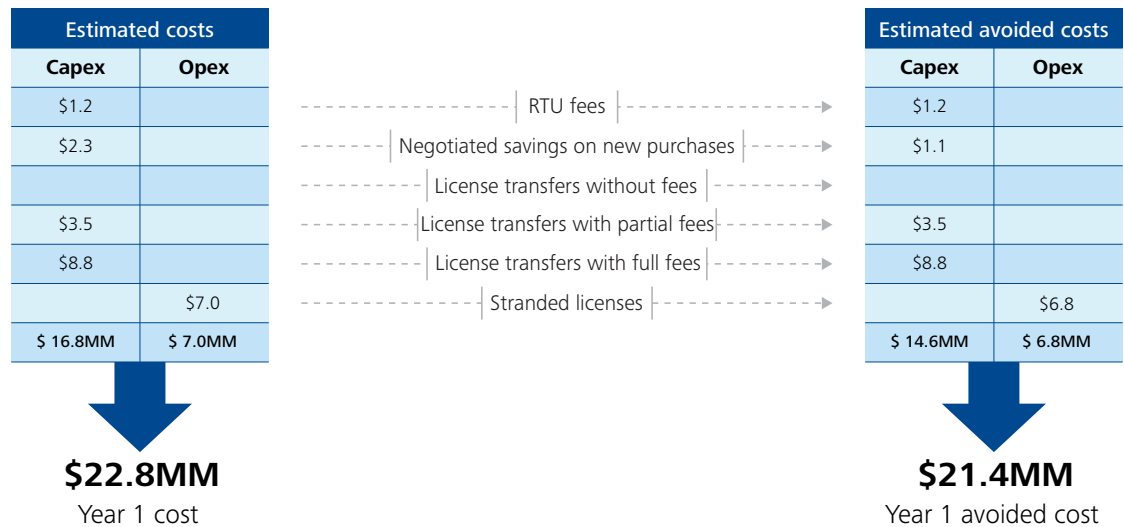 Estimated costs
Capex Opex
$1.2
$2.3
$3.5
$8.8
$7.0
$ 16.8MM $ 7.0MM
$22.8MM
Year 1 cost
RTU fees
Negotiated savings on new purchases
License transfers without fees
License transfers with partial fees
License transfers with full fees
Stranded licenses
Estimated avoided costs
Capex Opex
$1.2
$1.1
$3.5
$8.8
$6.8
$ 14.6MM $ 6.8MM
$21.4MM
Year 1 avoided cost